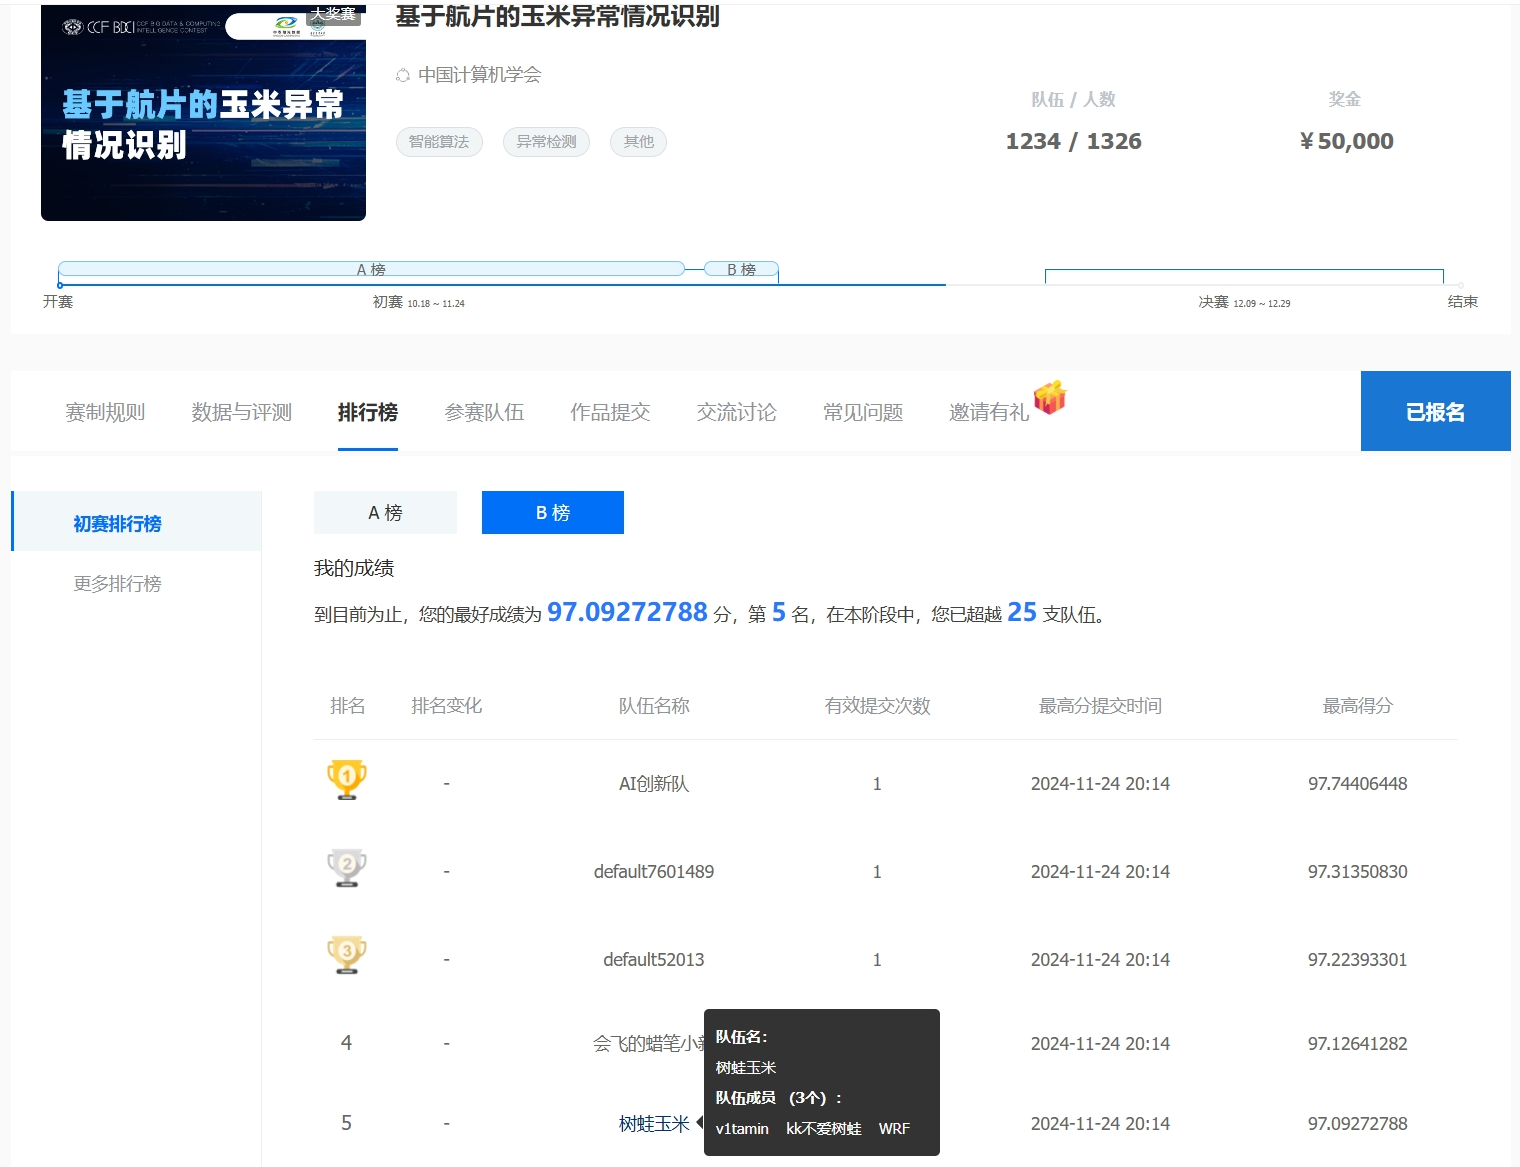 大奖赛
CCF BDCI CCF BIG DATA & COMPUTING INTELLIGENCE CONTEST
基于航片的玉米异常
情况识别
基于航片的玉米异常情况识别
中国计算机学会
智能算法 异常检测 其他
队伍 / 人数 奖金
1234 / 1326 ¥50,000
A 榜 B 榜
开赛 初赛 10.18 ~ 11.24 决赛 12.09 ~ 12.29 结束
赛制规则 数据与评测 排行榜 参赛队伍 作品提交 交流讨论 常见问题 邀请有礼 已报名
初赛排行榜
更多排行榜
A 榜 B 榜
我的成绩
到目前为止，您的最好成绩为 97.09272788 分，第 5 名，在本阶段中，您已超越 25 支队伍。
排名 排名变化 队伍名称 有效提交次数 最高分提交时间 最高得分
1 - AI创新队 1 2024-11-24 20:14 97.74406448
2 - default7601489 1 2024-11-24 20:14 97.31350830
3 - default52013 1 2024-11-24 20:14 97.22393301
4 - 会飞的蜡笔小 2024-11-24 20:14 97.12641282
5 - 树蛙玉米 2024-11-24 20:14 97.09272788
队伍名：
树蛙玉米
队伍成员 （3个）：
v1tamin kk不爱树蛙 WRF